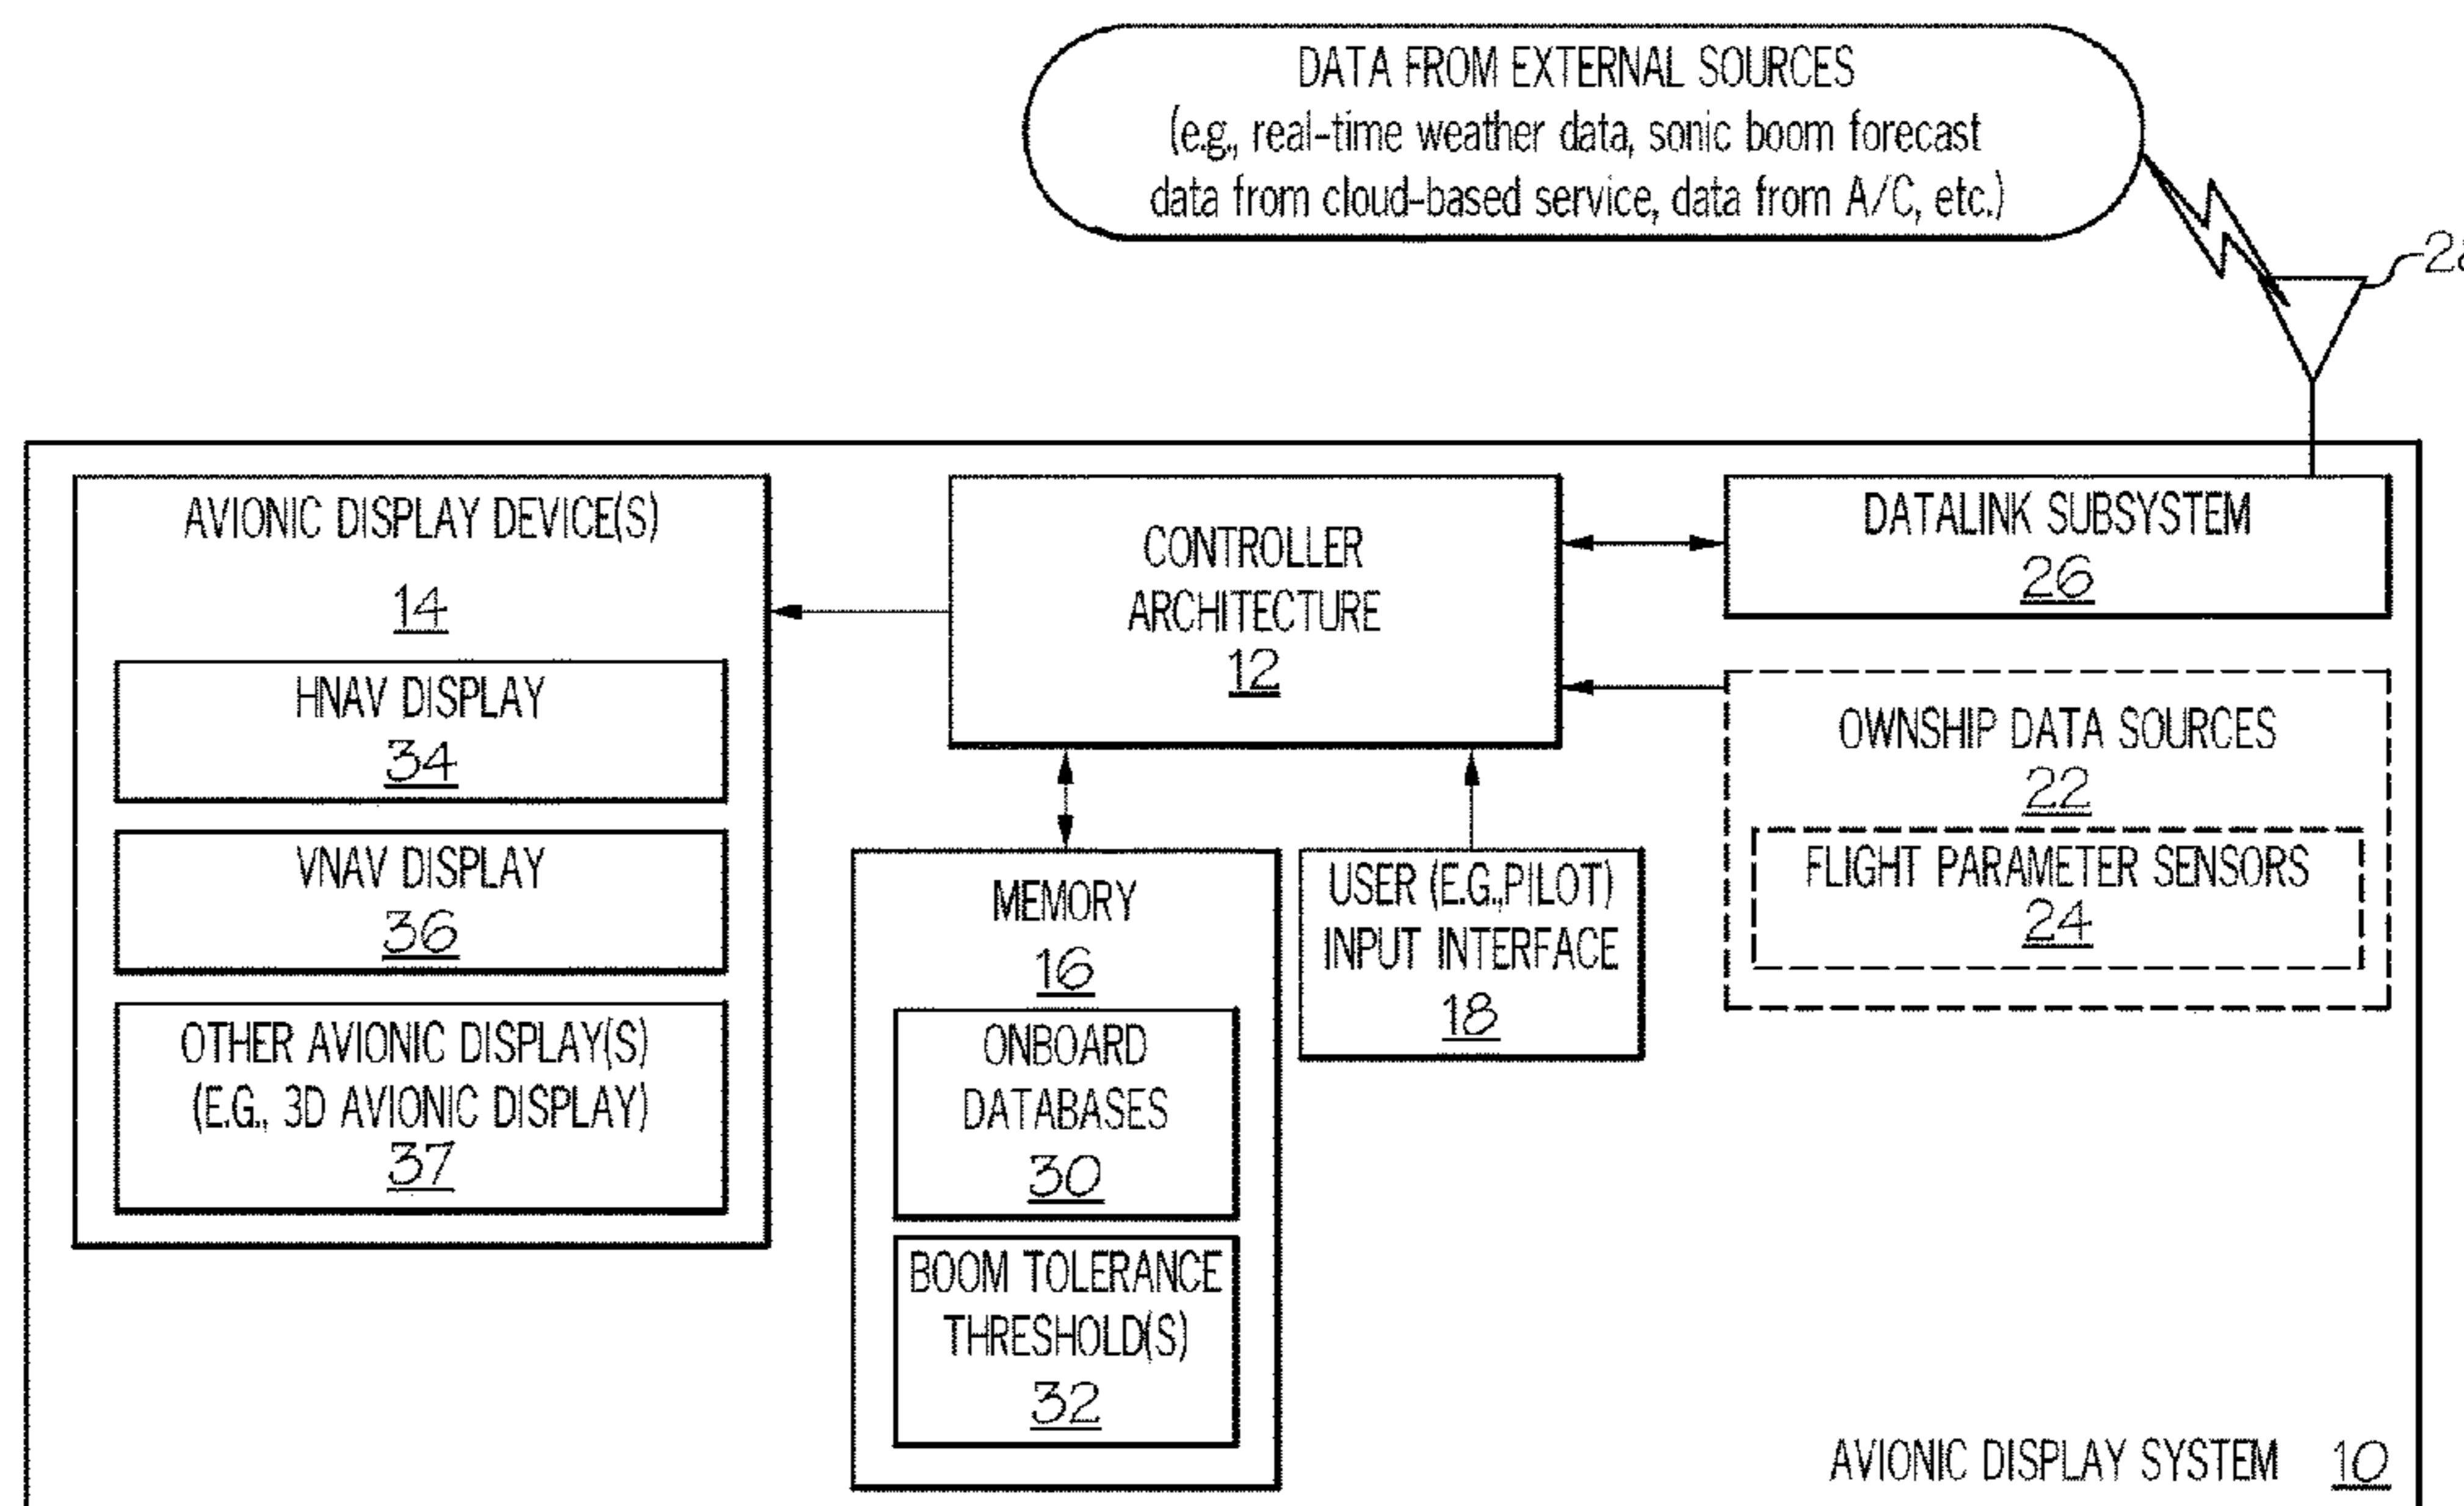 DATA FROM EXTERNAL SOURCES
(e.g., real-time weather data, sonic boom forecast
data from cloud-based service, data from A/C, etc.)
AVIONIC DISPLAY DEVICE(S)
14
HNAV DISPLAY
34
VNAV DISPLAY
36
OTHER AVIONIC DISPLAY(S)
(E.G., 3D AVIONIC DISPLAY)
37
CONTROLLER
ARCHITECTURE
12
MEMORY
16
ONBOARD
DATABASES
30
BOOM TOLERANCE
THRESHOLD(S)
32
USER (E.G.,PILOT)
INPUT INTERFACE
18
DATALINK SUBSYSTEM
26
OWNSHIP DATA SOURCES
22
FLIGHT PARAMETER SENSORS
24
AVIONIC DISPLAY SYSTEM 10